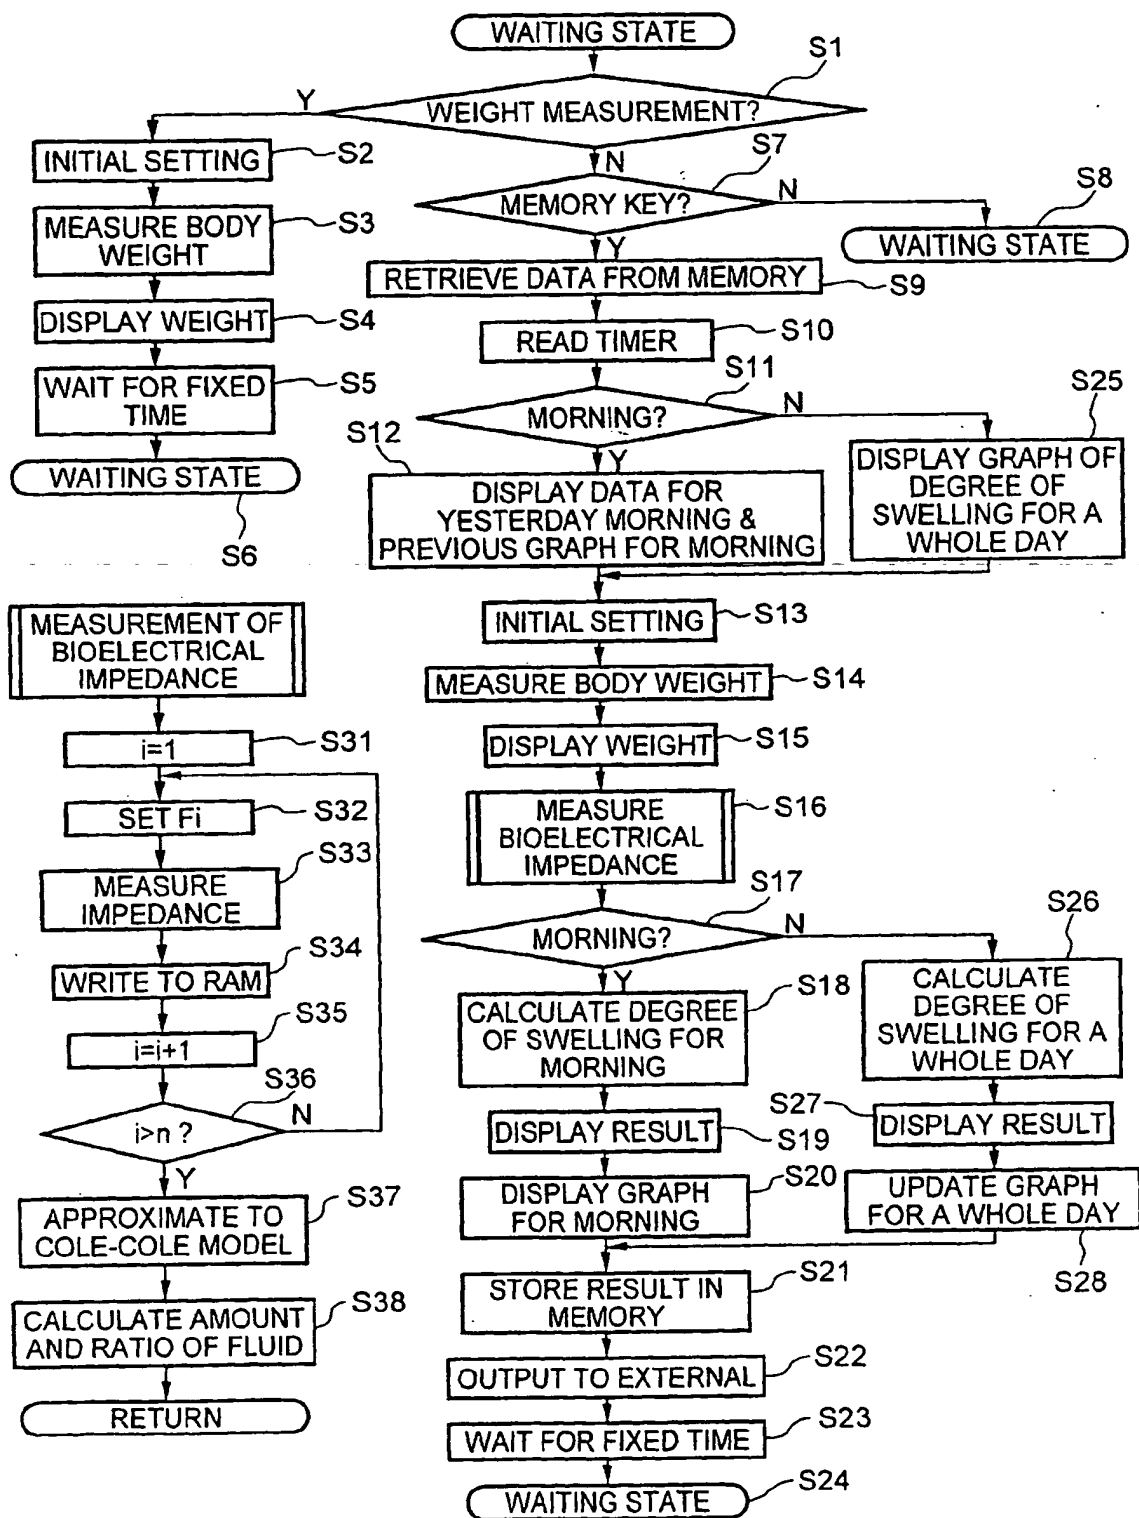 WAITING STATE
S1
Y
WEIGHT MEASUREMENT?
INITIAL SETTING
S2
N
S7
MEMORY KEY?
N
S8
WAITING STATE
MEASURE BODY
WEIGHT
S3
Y
RETRIEVE DATA FROM MEMORY
S9
DISPLAY WEIGHT
S4
READ TIMER
S10
WAIT FOR FIXED
TIME
S5
S11
MORNING?
N
S25
WAITING STATE
S6
S12
Y
DISPLAY DATA FOR
YESTERDAY MORNING &
PREVIOUS GRAPH FOR MORNING
DISPLAY GRAPH OF
DEGREE OF
SWELLING FOR A
WHOLE DAY
INITIAL SETTING
S13
MEASURE BODY WEIGHT
S14
DISPLAY WEIGHT
S15
MEASURE
BIOELECTRICAL
IMPEDANCE
S16
S17
MORNING?
N
S26
Y
CALCULATE DEGREE
OF SWELLING FOR
MORNING
S18
CALCULATE
DEGREE OF
SWELLING FOR A
WHOLE DAY
DISPLAY RESULT
S19
S27
DISPLAY RESULT
DISPLAY GRAPH
FOR MORNING
S20
UPDATE GRAPH
FOR A WHOLE DAY
S28
STORE RESULT IN
MEMORY
S21
OUTPUT TO EXTERNAL
S22
WAIT FOR FIXED TIME
S23
WAITING STATE
S24
MEASUREMENT OF
BIOELECTRICAL
IMPEDANCE
i=1
S31
SET Fi
S32
MEASURE
IMPEDANCE
S33
WRITE TO RAM
S34
i=i+1
S35
S36
i>n ?
N
Y
APPROXIMATE TO
COLE-COLE MODEL
S37
CALCULATE AMOUNT
AND RATIO OF FLUID
S38
RETURN